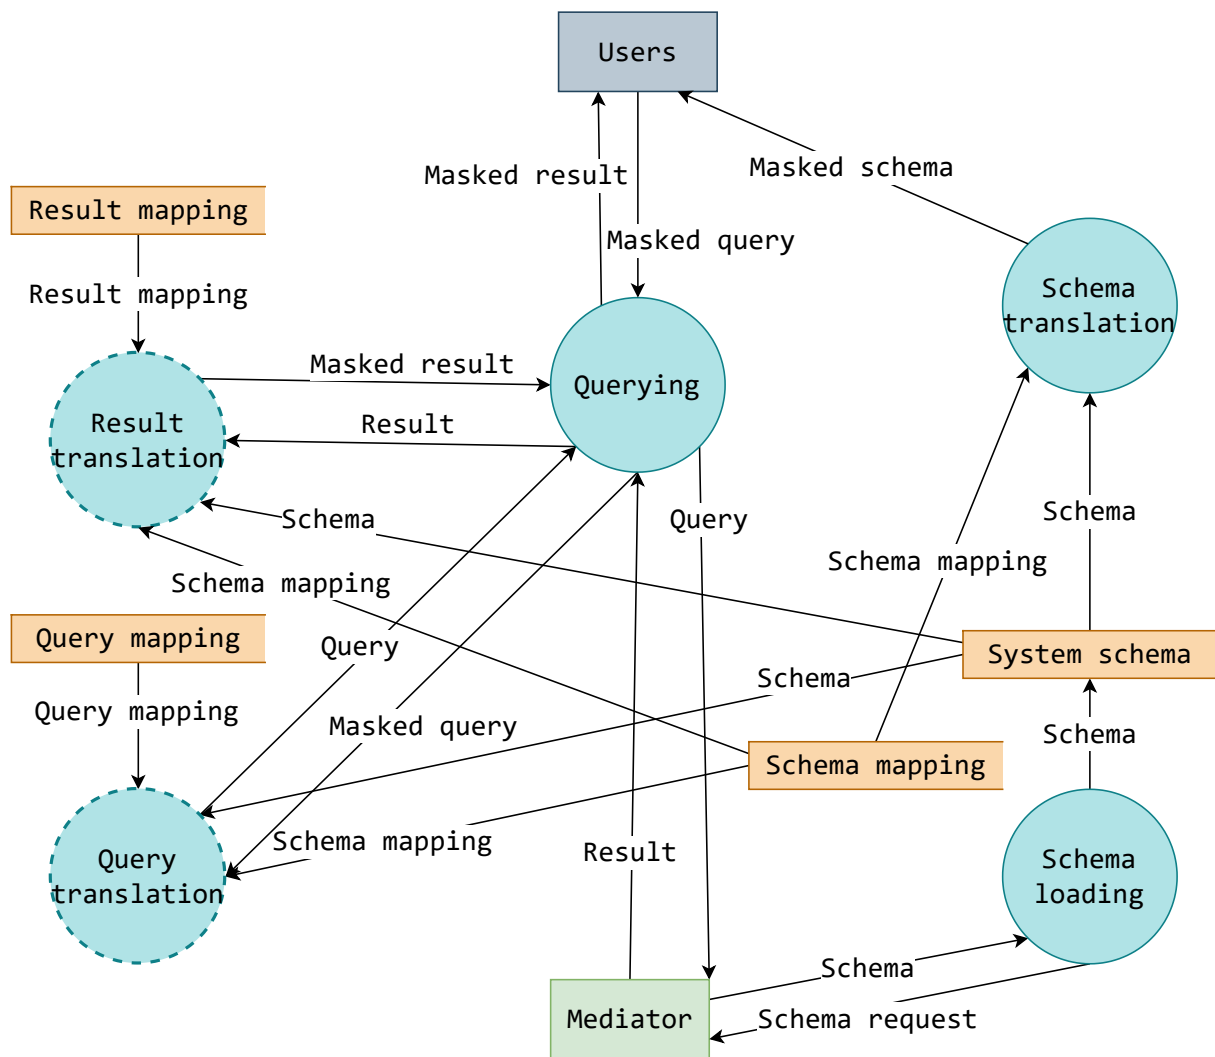 Users
Masked schema
Masked result
Result mapping
Masked query
Result mapping
Schema
translation
Masked result
Querying
Result
translation
Result
Schema
Query
Schema
Schema mapping
Schema mapping
Query mapping
Query
System schema
Schema
Query mapping
Masked query
Schema
Schema mapping
Schema mapping
Result
Query
translation
Schema
loading
Schema
Mediator
Schema request